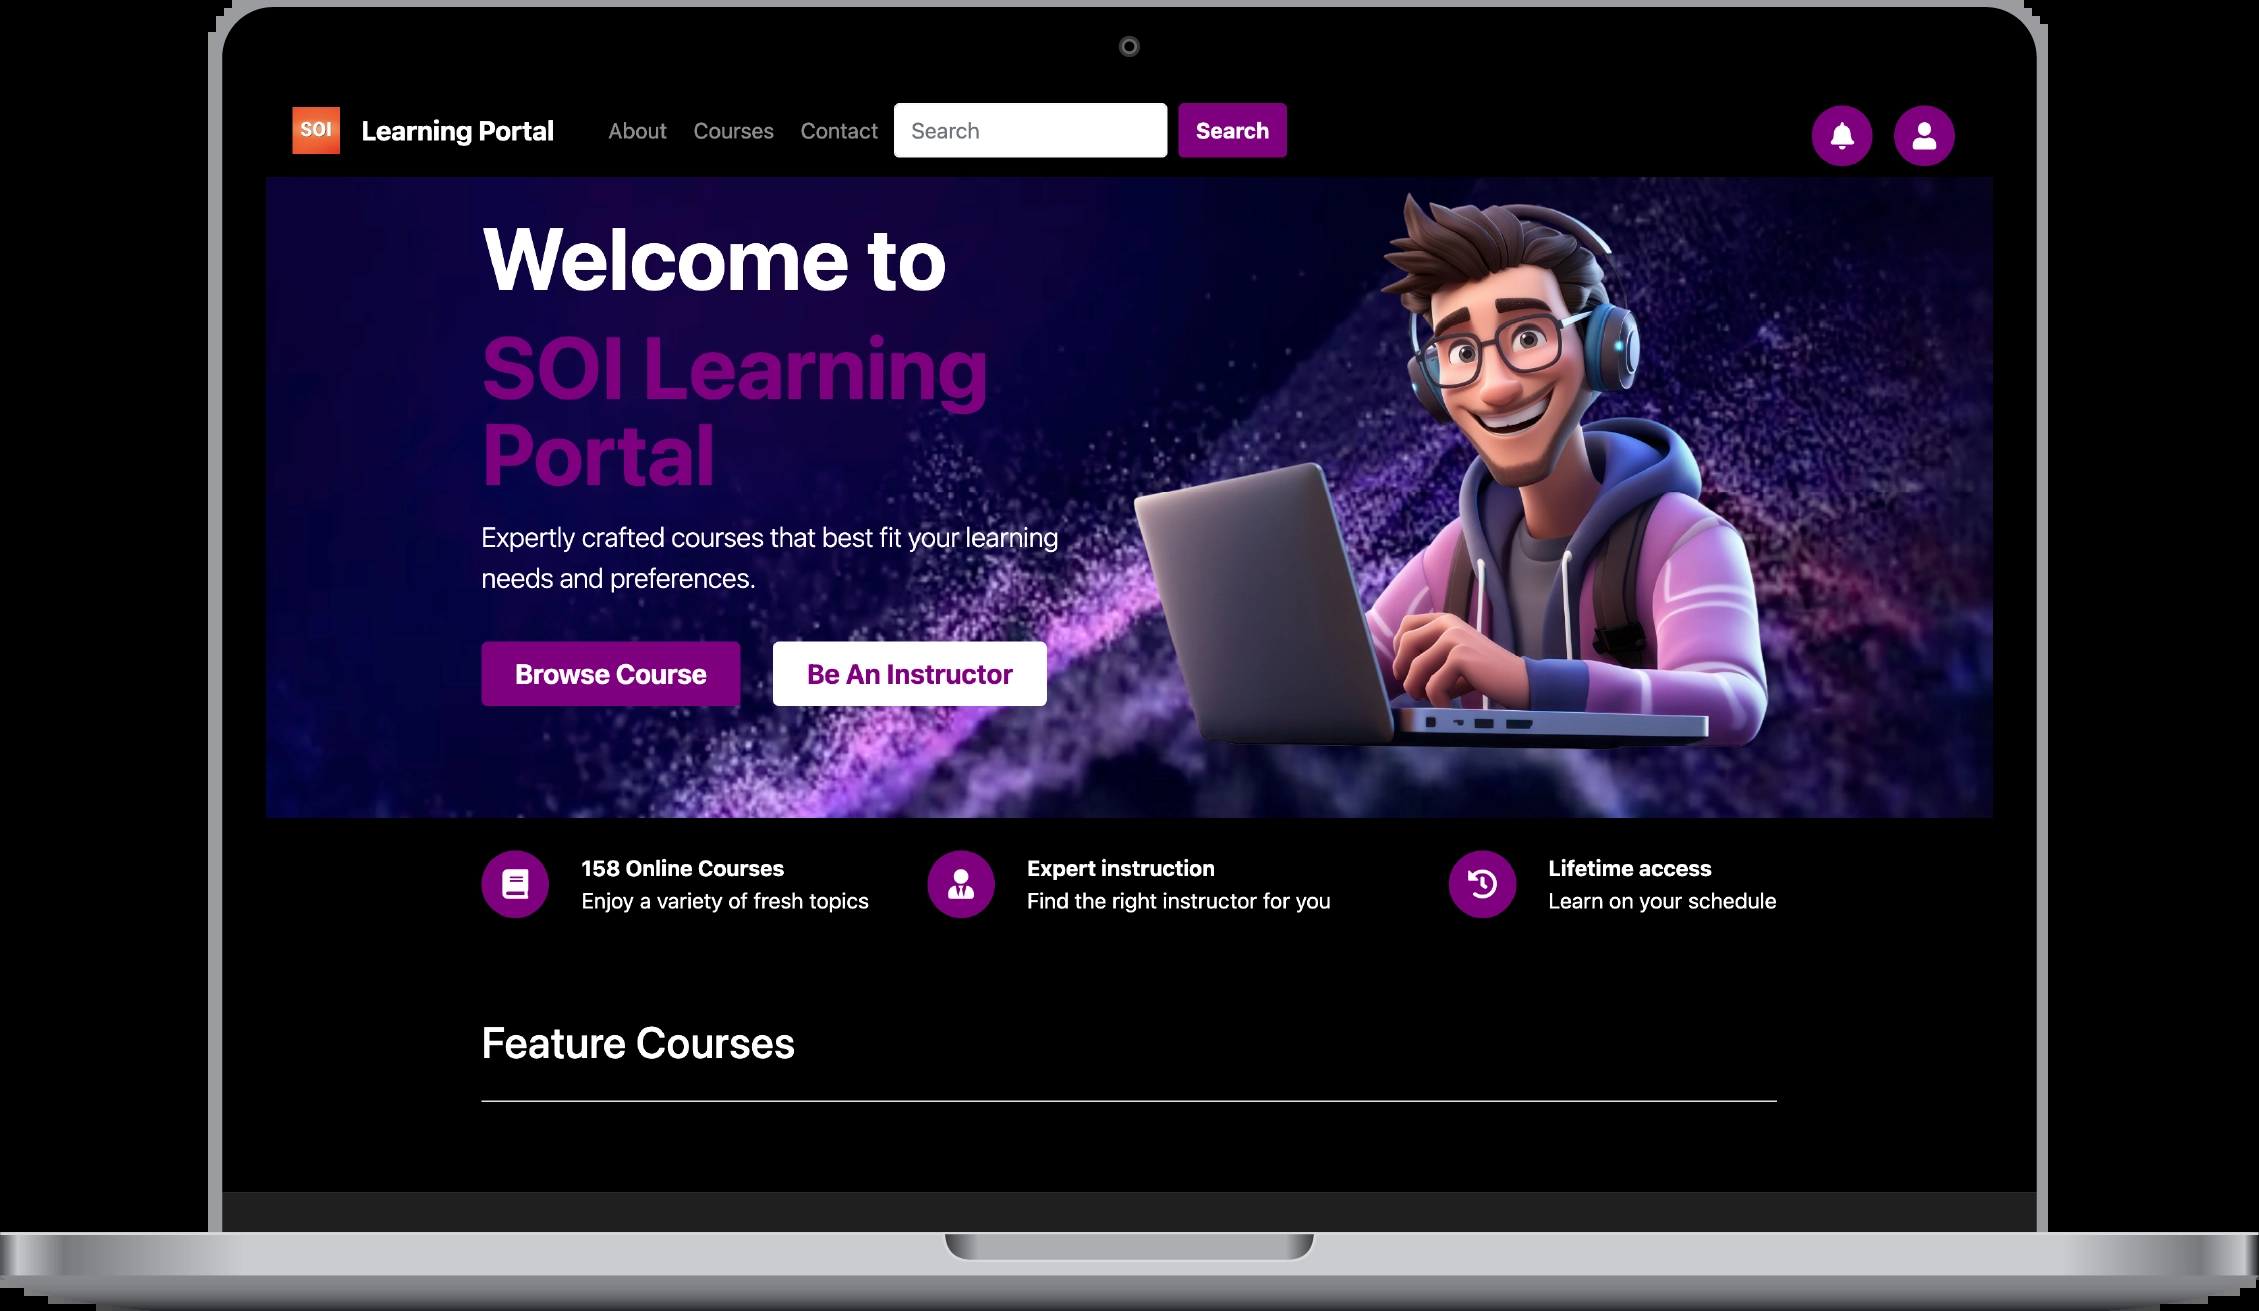 SOI Learning Portal About Courses Contact Search Search
Welcome to
SOI Learning
Portal
Expertly crafted courses that best fit your learning
needs and preferences.
Browse Course Be An Instructor
158 Online Courses
Enjoy a variety of fresh topics
Expert instruction
Find the right instructor for you
Lifetime access
Learn on your schedule
Feature Courses